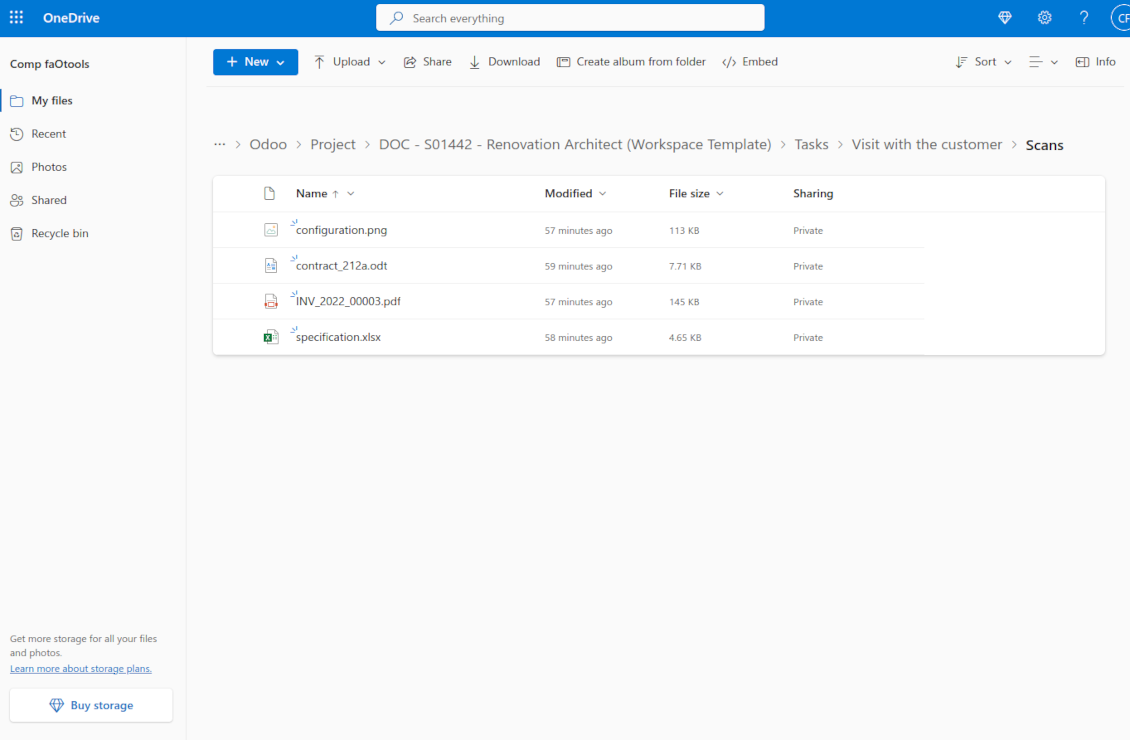 OneDrive
Search everything
CF
Comp faOtools
My files
Recent
Photos
Shared
Recycle bin
Get more storage for all your files
and photos.
Learn more about storage plans.
Buy storage
+ New
Upload
Share
Download
Create album from folder
</> Embed
Sort
Info
... > Odoo > Project > DOC - S01442 - Renovation Architect (Workspace Template) > Tasks > Visit with the customer > Scans
Name ↑ Modified File size Sharing
configuration.png 57 minutes ago 113 KB Private
contract_212a.odt 59 minutes ago 7.71 KB Private
INV_2022_00003.pdf 57 minutes ago 145 KB Private
specification.xlsx 58 minutes ago 4.65 KB Private